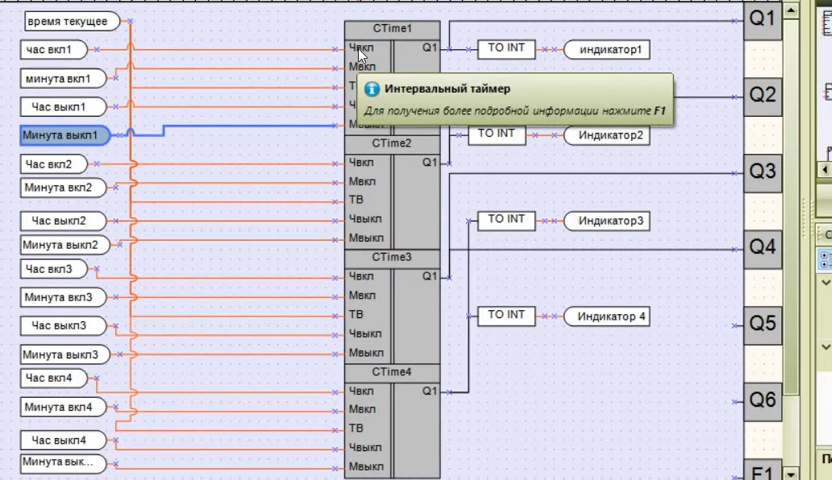 время текущее
час вкл1
минута вкл1
Час выкл1
Минута выкл1
Час вкл2
Минута вкл2
Час выкл2
Минута выкл2
Час вкл3
Минута вкл3
Час выкл3
Минута выкл3
Час вкл4
Минута вкл4
Час выкл4
Минута вык...
CTime1
Чвкл
Q1
Мвкл
Интервальный таймер
Для получения более подробной информации нажмите F1
CTime2
Чвкл
Q1
Мвкл
ТВ
Чвыкл
Мвыкл
CTime3
Чвкл
Q1
Мвкл
ТВ
Чвыкл
Мвыкл
CTime4
Чвкл
Q1
Мвкл
ТВ
Чвыкл
Мвыкл
TO INT
индикатор1
TO INT
Индикатор2
TO INT
Индикатор3
TO INT
Индикатор 4
Q1
Q2
Q3
Q4
Q5
Q6
F1